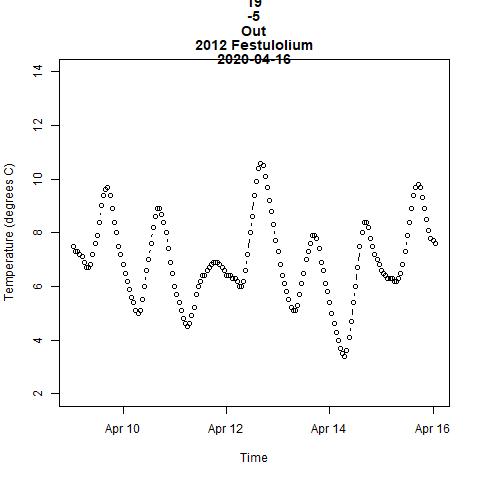 19
-5
Out
2012 Festulolium
2020-04-16
Temperature (degrees C)
14
12
10
8
6
4
2
Apr 10
Apr 12
Apr 14
Apr 16
Time